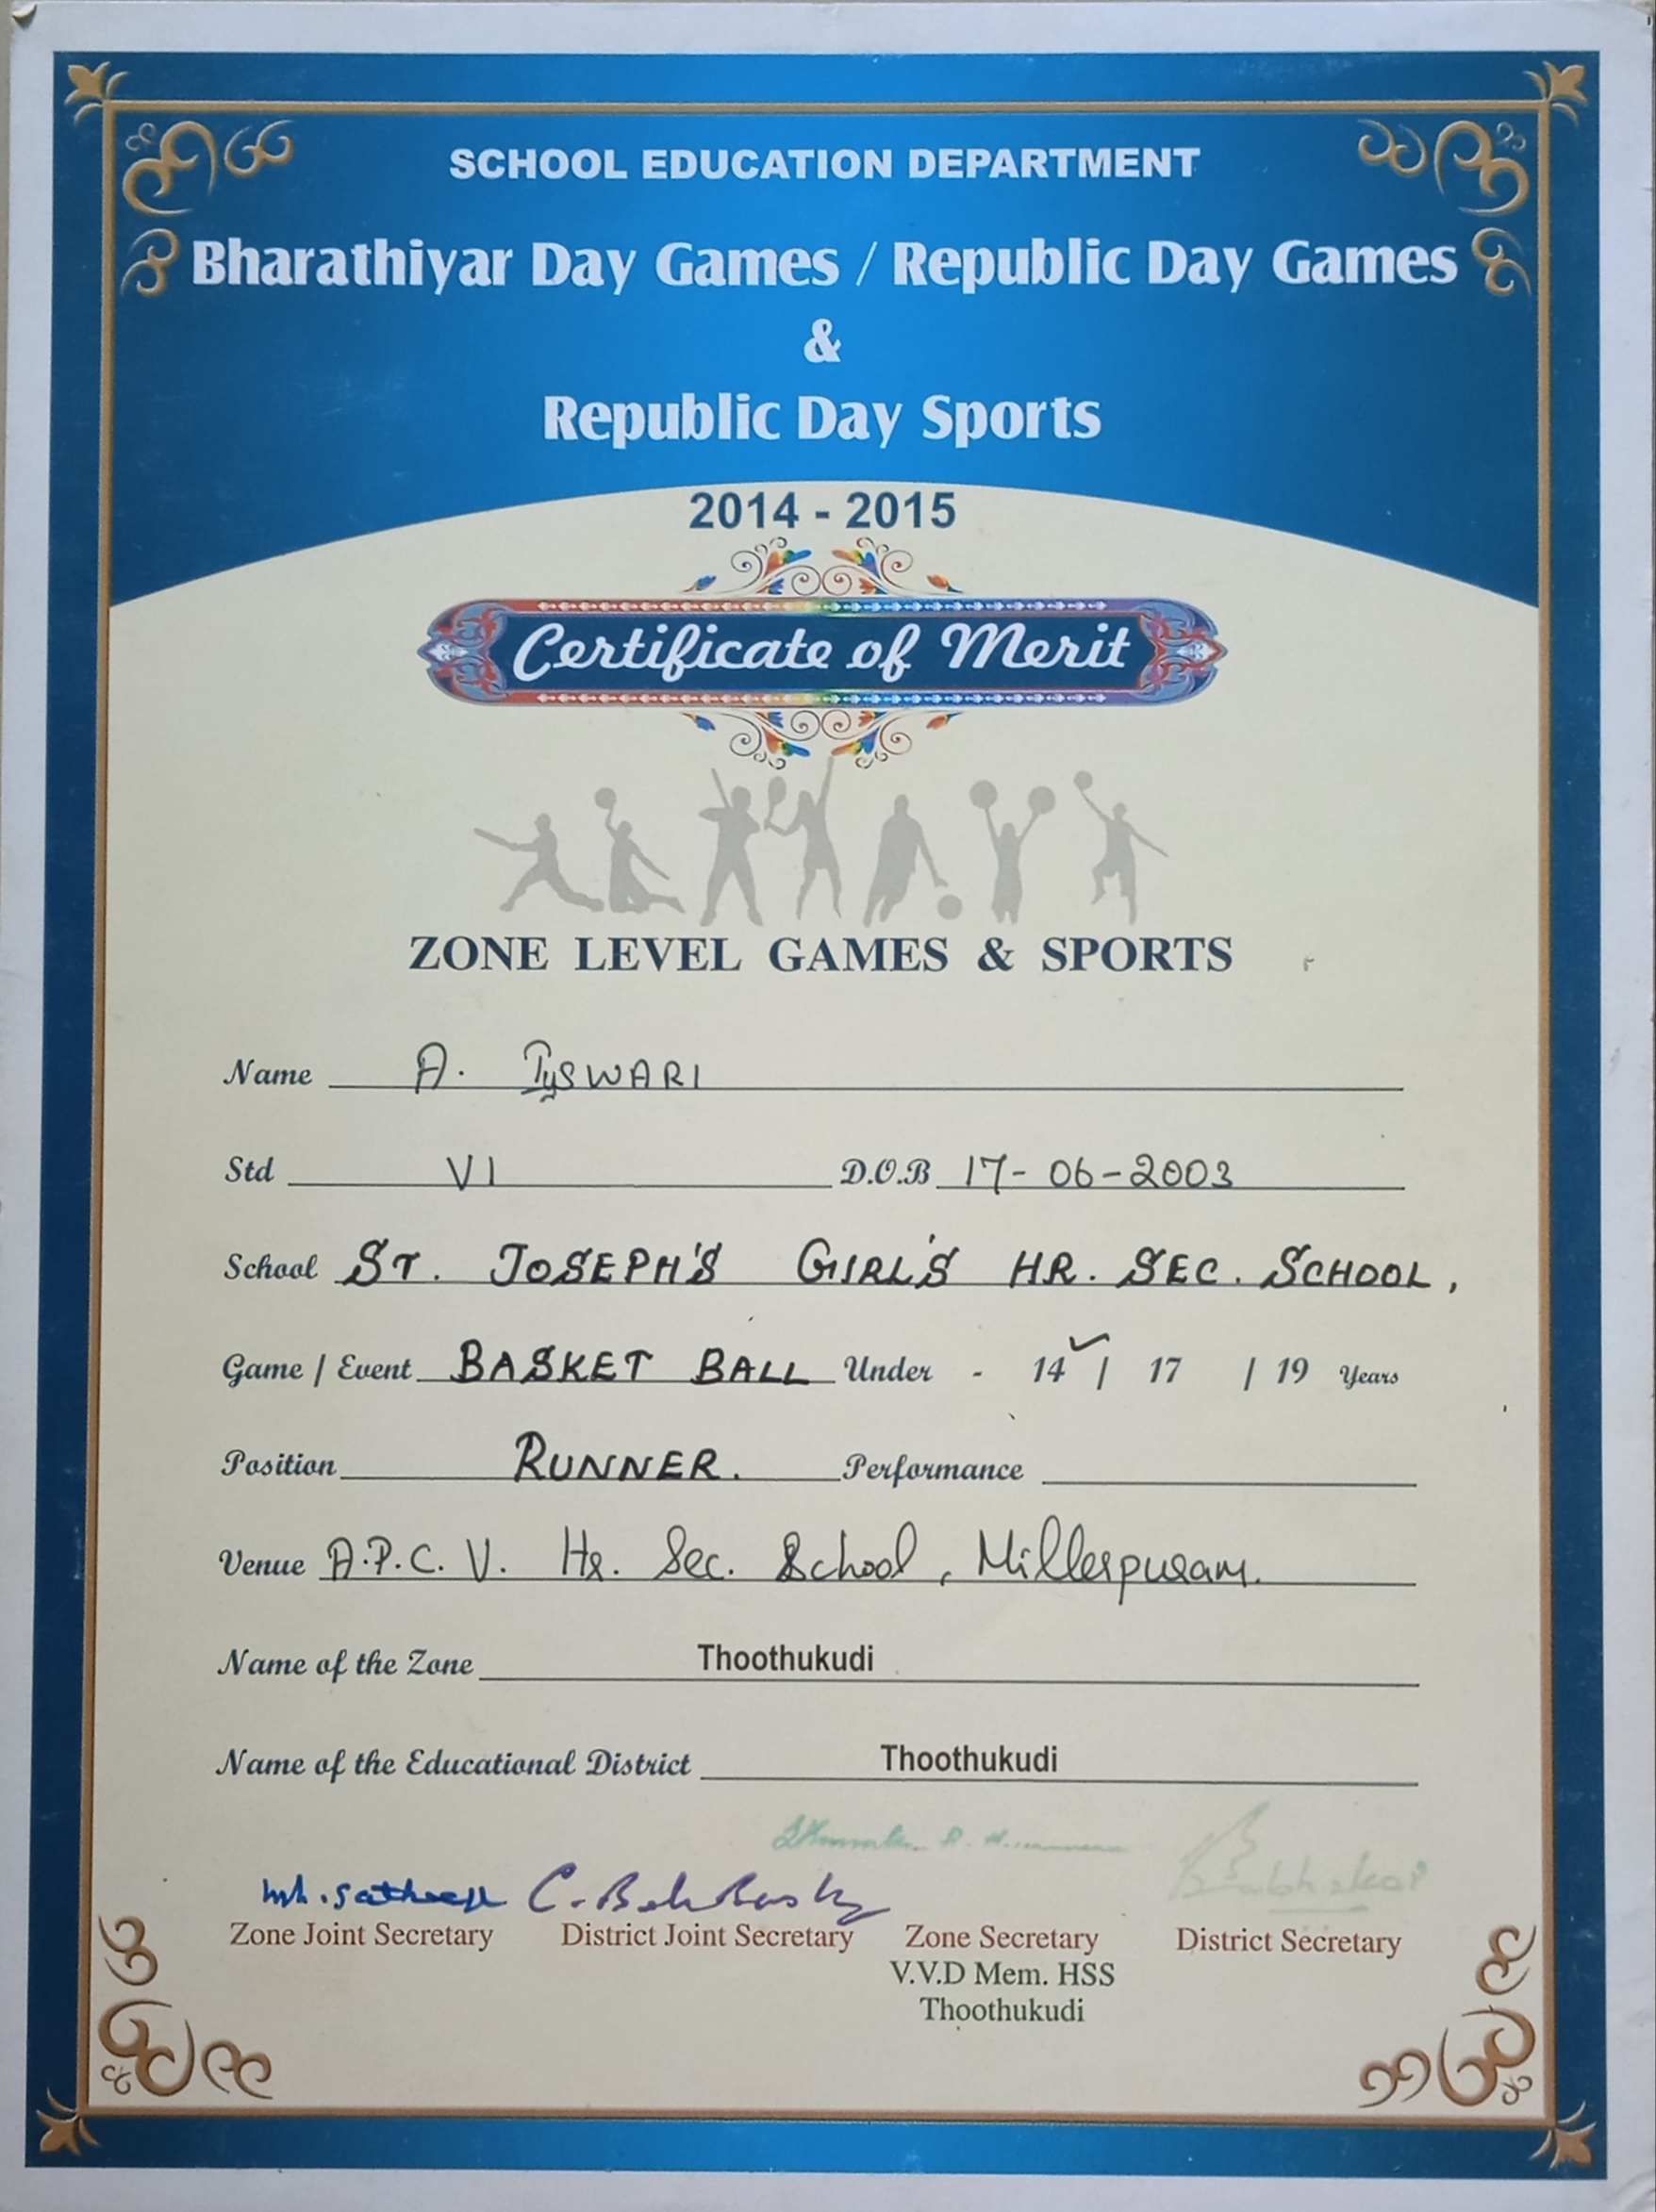 SCHOOL EDUCATION DEPARTMENT
Bharathiyar Day Games / Republic Day Games
&
Republic Day Sports
2014 - 2015
Certificate of Merit
ZONE LEVEL GAMES & SPORTS
Name A. IySWARI
Std VI D.O.B 17-06-2003
School ST. JOSEPH'S GIRL'S HR. SEC. SCHOOL,
Game / Event BASKET BALL Under - 14 ✓ / 17 / 19 Years
Position RUNNER. Performance
Venue A.P.C.V. Hr. Sec. School, Millerpuram.
Name of the Zone Thoothukudi
Name of the Educational District Thoothukudi
Zone Joint Secretary District Joint Secretary Zone Secretary District Secretary
V.V.D Mem. HSS
Thoothukudi